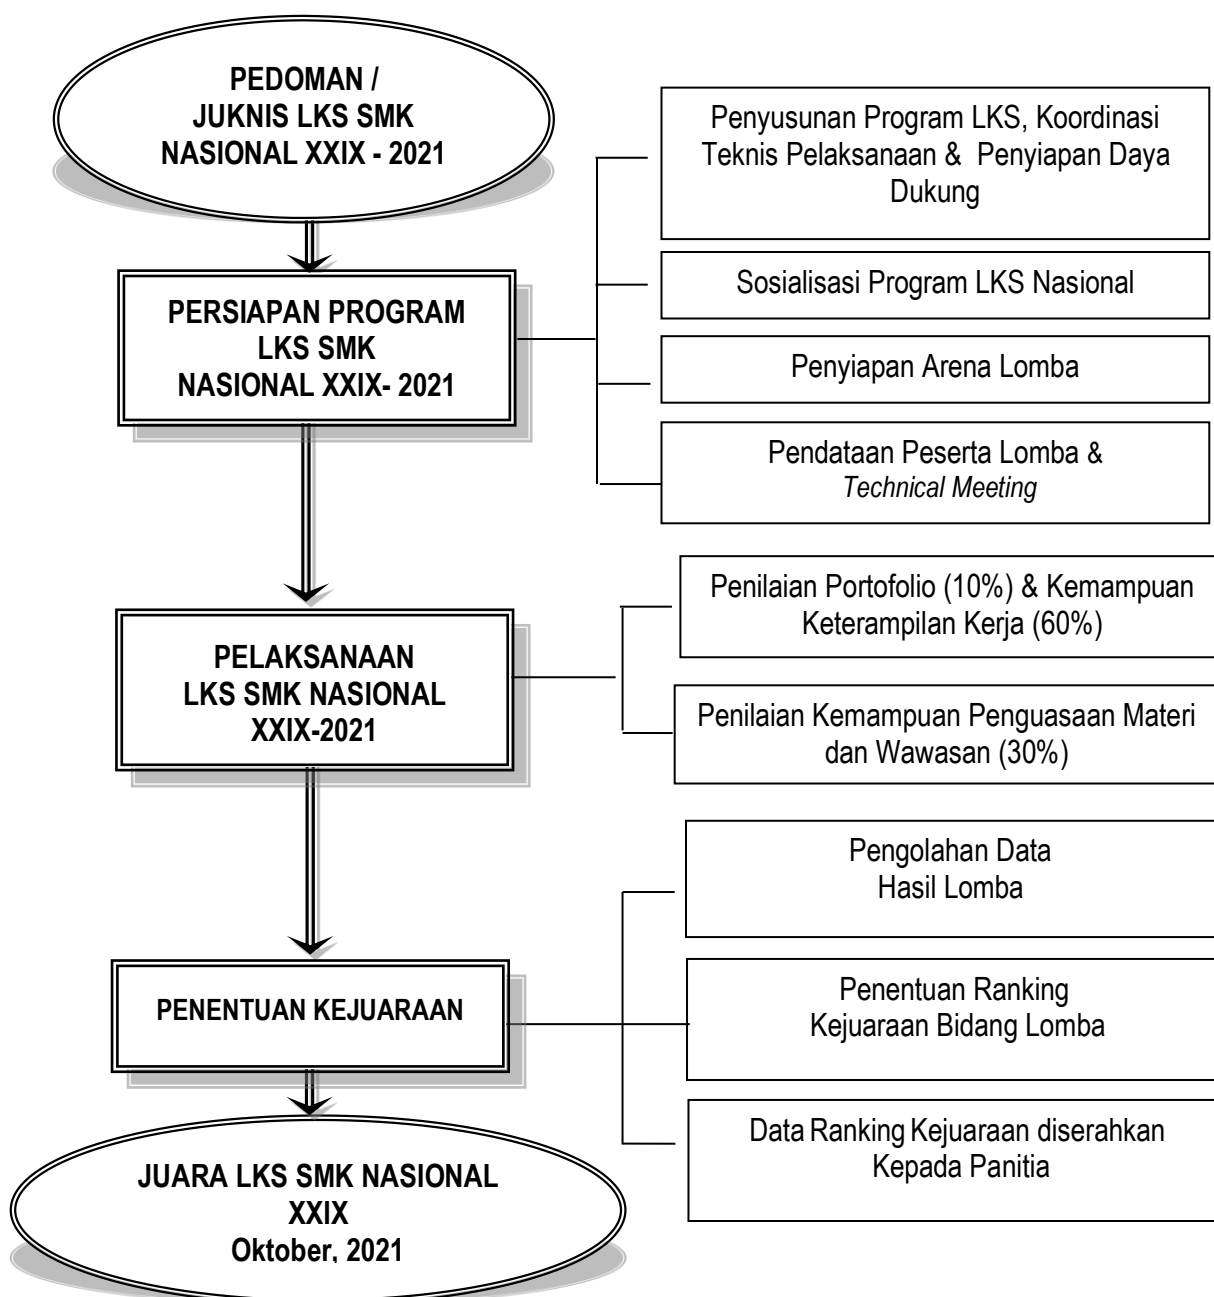 PEDOMAN /
JUKNIS LKS SMK
NASIONAL XXIX - 2021
Penyusunan Program LKS, Koordinasi
Teknis Pelaksanaan & Penyiapan Daya
Dukung
PERSIAPAN PROGRAM
LKS SMK
NASIONAL XXIX- 2021
Sosialisasi Program LKS Nasional
Penyiapan Arena Lomba
Pendataan Peserta Lomba &
Technical Meeting
PELAKSANAAN
LKS SMK NASIONAL
XXIX-2021
Penilaian Portofolio (10%) & Kemampuan
Keterampilan Kerja (60%)
Penilaian Kemampuan Penguasaan Materi
dan Wawasan (30%)
PENENTUAN KEJUARAAN
Pengolahan Data
Hasil Lomba
Penentuan Ranking
Kejuaraan Bidang Lomba
Data Ranking Kejuaraan diserahkan
Kepada Panitia
JUARA LKS SMK NASIONAL
XXIX
Oktober, 2021